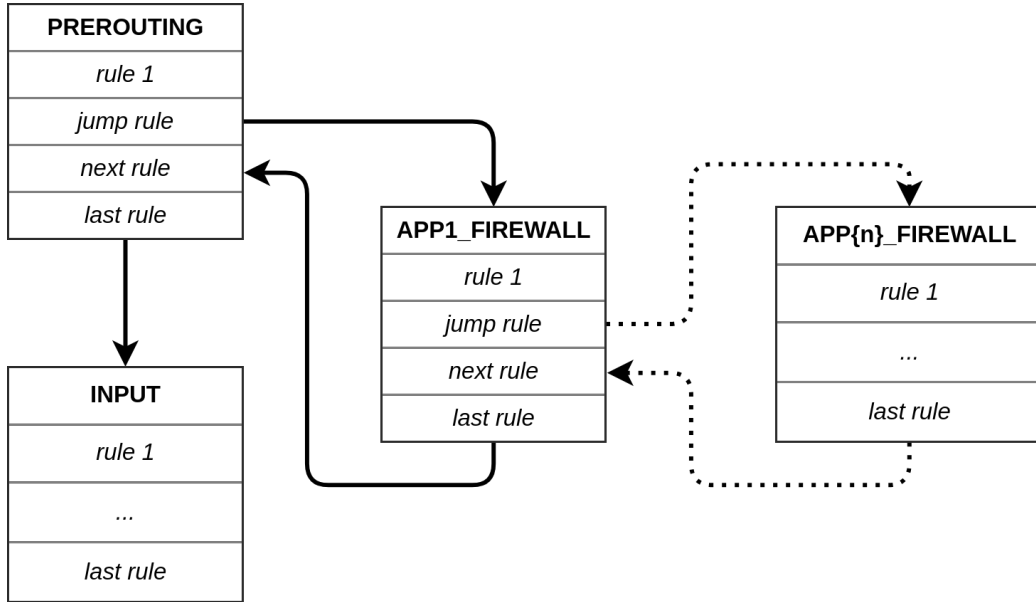 PREROUTING
rule 1
jump rule
next rule
last rule
INPUT
rule 1
...
last rule
APP1_FIREWALL
rule 1
jump rule
next rule
last rule
APP{n}_FIREWALL
rule 1
...
last rule